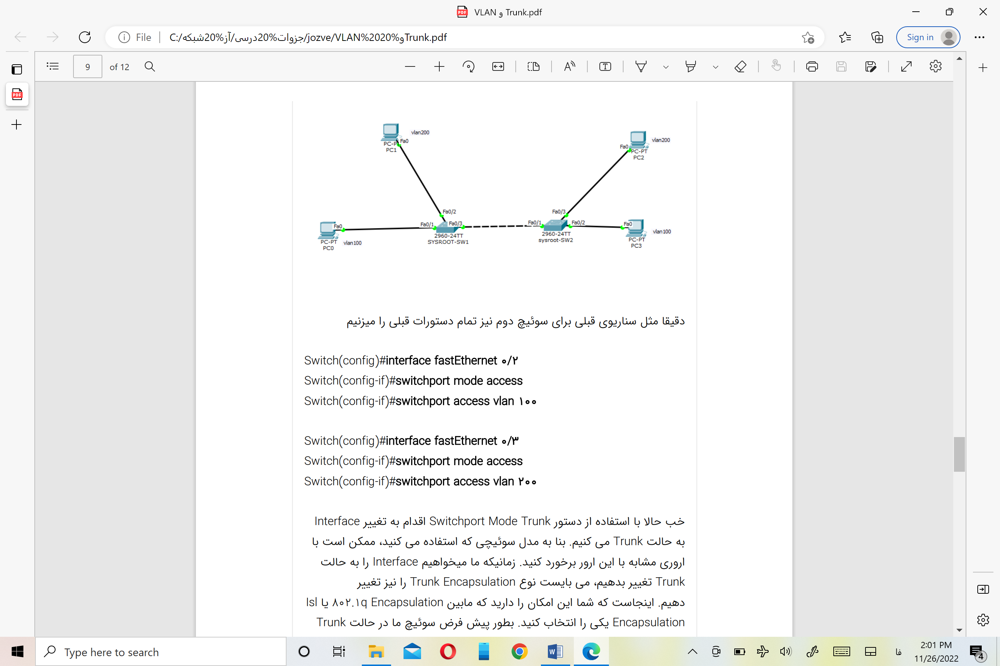 VLAN و Trunk.pdf
File
C:/جزوات%20درسی/آز%20شبکه/jozve/VLAN%2020%وTrunk.pdf
Sign in
9 of 12
vlan200
Fa0
PC-P
PC1
vlan200
Fa0
PC-PT
PC2
Fa0/2
Fa0/3
Fa0
Fa0/1
Fa0/3
Fa0/1
Fa0/2
Fa0
vlan100
2960-24TT
SYSROOT-SW1
2960-24TT
sysroot-SW2
PC-PT
PC0
vlan100
PC-PT
PC3
دقیقا مثل سناریوی قبلی برای سوئیچ دوم نیز تمام دستورات قبلی را میزنیم
Switch(config)#interface fastEthernet ۰/۲
Switch(config-if)#switchport mode access
Switch(config-if)#switchport access vlan ۱۰۰
Switch(config)#interface fastEthernet ۰/۳
Switch(config-if)#switchport mode access
Switch(config-if)#switchport access vlan ۲۰۰
خب حالا با استفاده از دستور Switchport Mode Trunk اقدام به تغییر Interface
به حالت Trunk می کنیم. بنا به مدل سوئیچی که استفاده می کنید، ممکن است با
اروری مشابه با این ارور برخورد کنید. زمانیکه ما میخواهیم Interface را به حالت
Trunk تغییر بدهیم، می بایست نوع Trunk Encapsulation را نیز تغییر
دهیم. اینجاست که شما این امکان را دارید که مابین ۸۰۲.۱q Encapsulation یا Isl
Encapsulation یکی را انتخاب کنید. بطور پیش فرض سوئیچ ما در حالت Trunk
Type here to search
فا
2:01 PM
11/26/2022
4